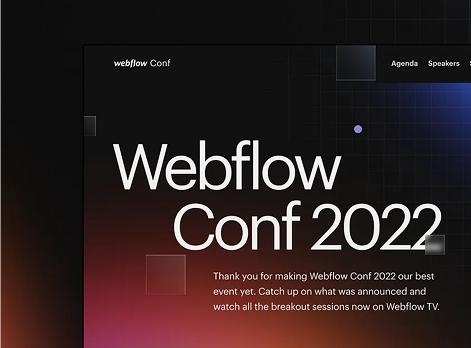 webflow Conf
Agenda Speakers
Webflow
Conf 2022
Thank you for making Webflow Conf 2022 our best
event yet. Catch up on what was announced and
watch all the breakout sessions now on Webflow TV.